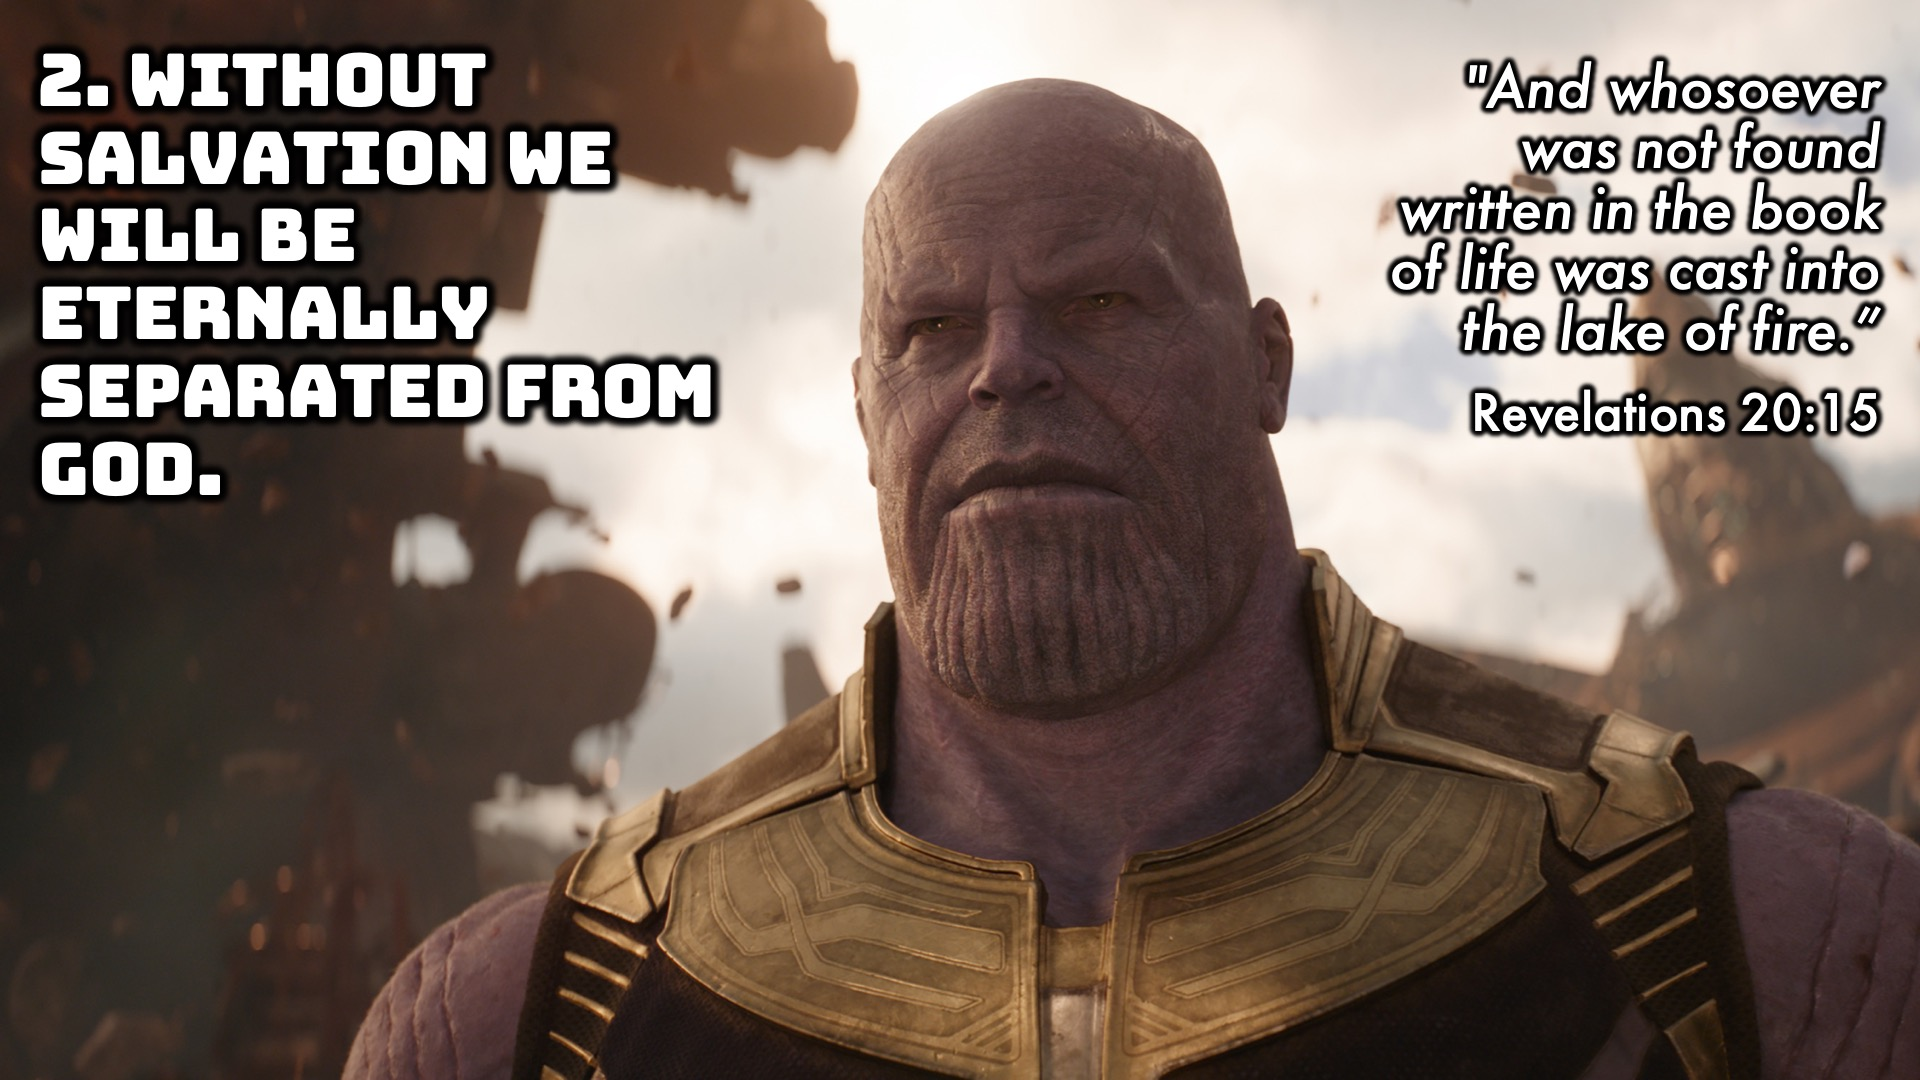 2. WITHOUT
SALVATION WE
WILL BE
ETERNALLY
SEPARATED FROM
GOD.
"And whosoever
was not found
written in the book
of life was cast into
the lake of fire.”
Revelations 20:15